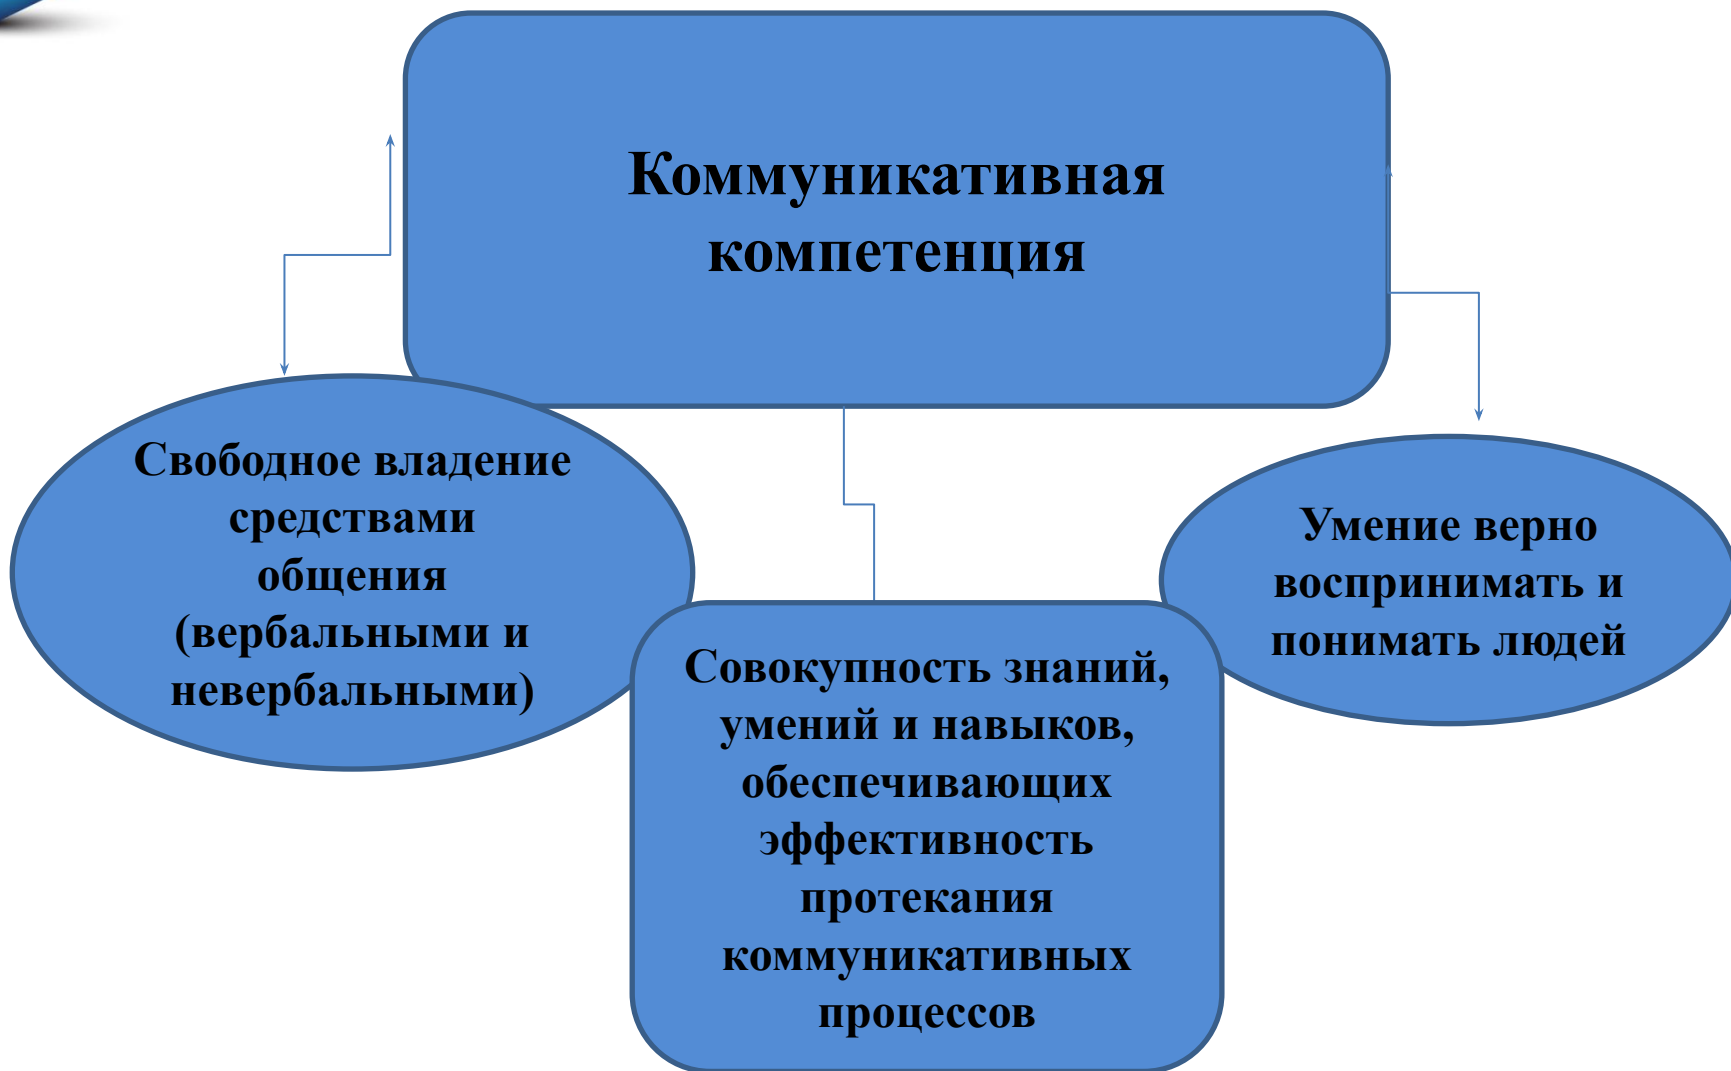 Коммуникативная
компетенция
Свободное владение
средствами
общения
(вербальными и
невербальными)
Совокупность знаний,
умений и навыков,
обеспечивающих
эффективность
протекания
коммуникативных
процессов
Умение верно
воспринимать и
понимать людей